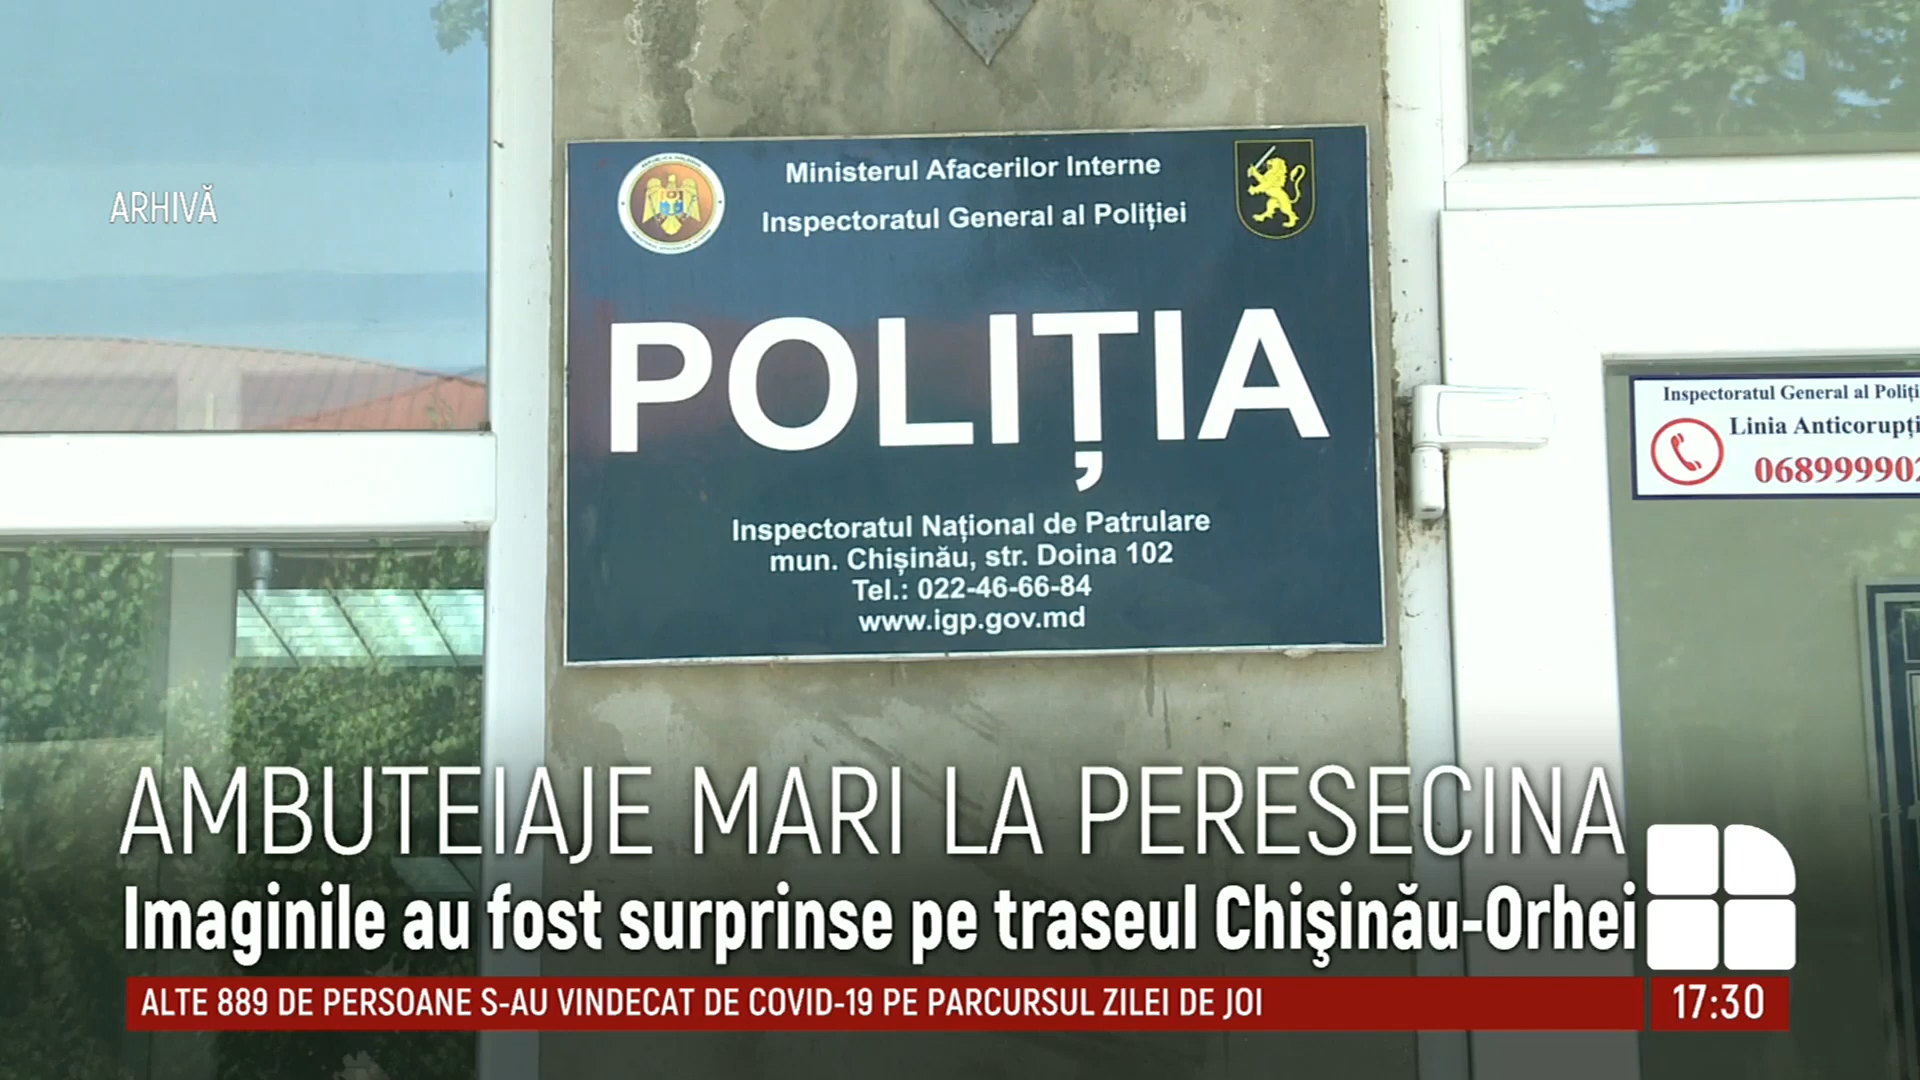 ARHIVĂ
Ministerul Afacerilor Interne
Inspectoratul General al Poliției
POLIȚIA
Inspectoratul Național de Patrulare
mun. Chișinău, str. Doina 102
Tel.: 022-46-66-84
www.igp.gov.md
Inspectoratul General al Poliți
Linia Anticorupți
06899990
AMBUTEIAJE MARI LA PERESECINA
Imaginile au fost surprinse pe traseul Chişinău-Orhei
ALTE 889 DE PERSOANE S-AU VINDECAT DE COVID-19 PE PARCURSUL ZILEI DE JOI
17:30